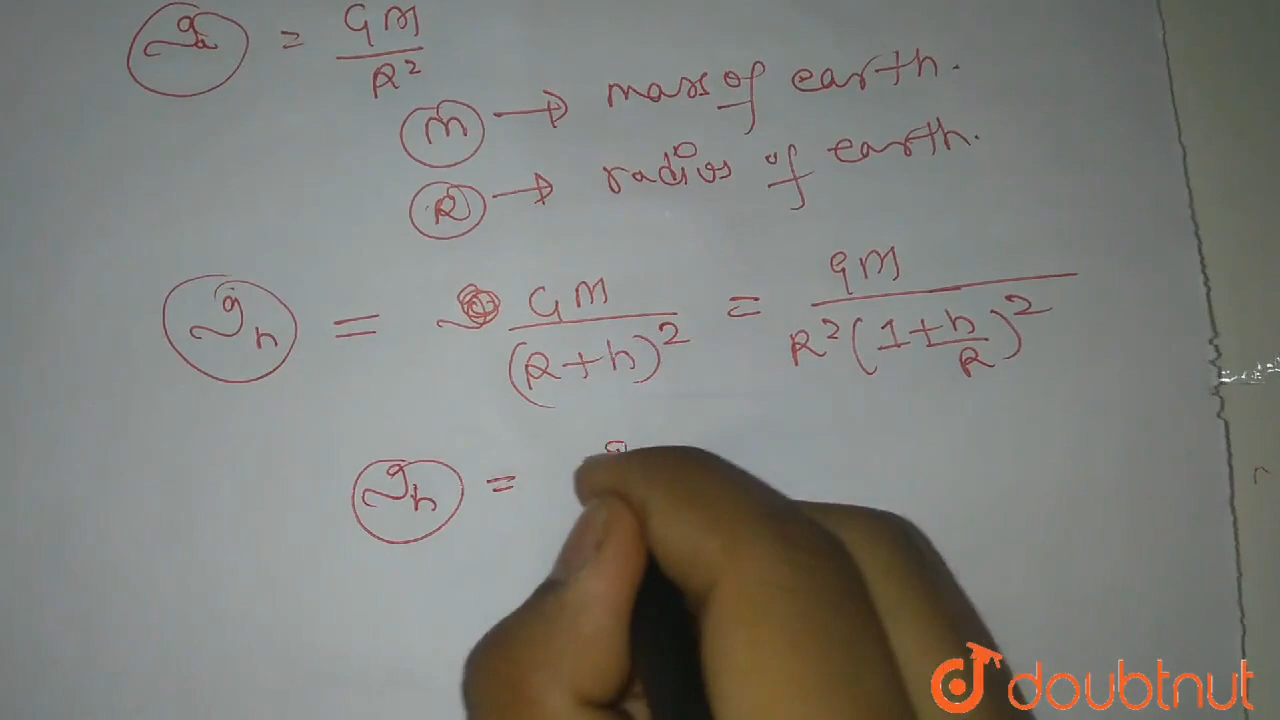 g = GM/R²
M → mass of earth.
R → radius of earth.
g_h = GM/(R+h)² = GM/R²(1+h/R)²
g_h = g
doubtnut